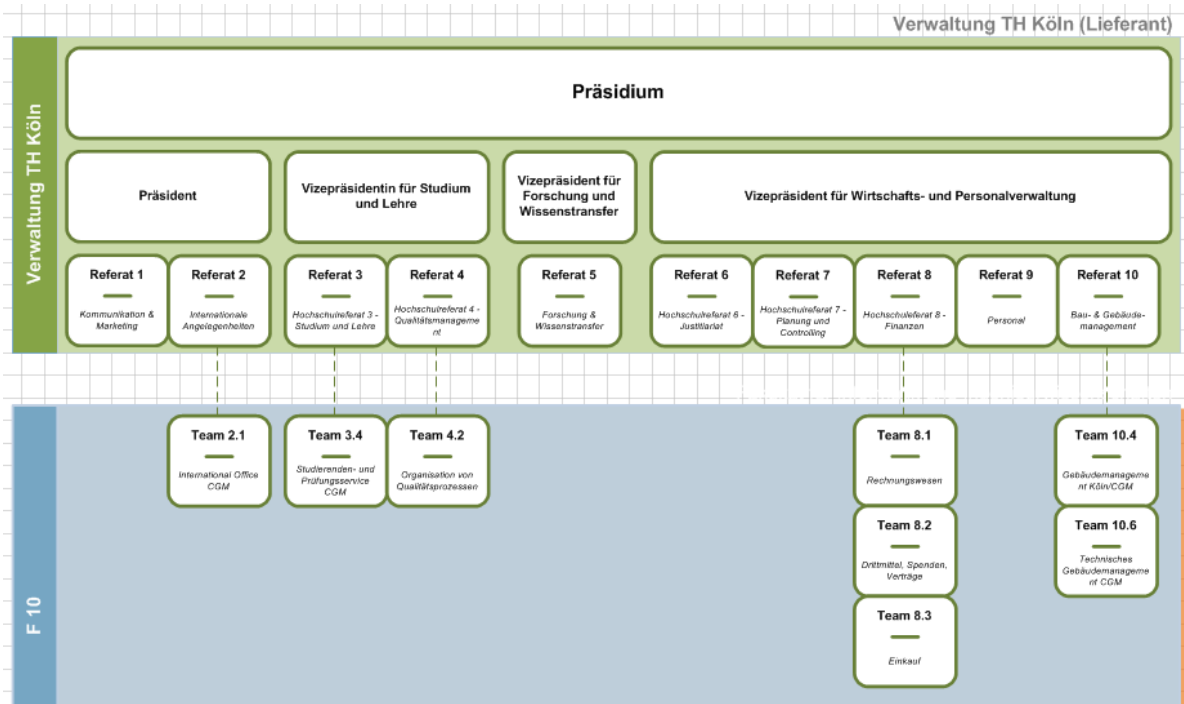 Verwaltung TH Köln (Lieferant)
Verwaltung TH Köln
Präsidium
Präsident
Vizepräsidentin für Studium
und Lehre
Vizepräsident für
Forschung und
Wissenstransfer
Vizepräsident für Wirtschafts- und Personalverwaltung
Referat 1
Kommunikation &
Marketing
Referat 2
Internationale
Angelegenheiten
Referat 3
Hochschulreferat 3 -
Studium und Lehre
Referat 4
Hochschulreferat 4 -
Qualitätsmanageme
nt
Referat 5
Forschung &
Wissenstransfer
Referat 6
Hochschulreferat 6 -
Justitiariat
Referat 7
Hochschulreferat 7 -
Planung und
Controlling
Referat 8
Hochschuleferat 8 -
Finanzen
Referat 9
Personal
Referat 10
Bau- & Gebäude-
management
F 10
Team 2.1
International Office
CGM
Team 3.4
Studierenden- und
Prüfungsservice
CGM
Team 4.2
Organisation von
Qualitätsprozessen
Team 8.1
Rechnungswesen
Team 8.2
Drittmittel, Spenden,
Verträge
Team 8.3
Einkauf
Team 10.4
Gebäudemanageme
nt Köln/CGM
Team 10.6
Technisches
Gebäudemanageme
nt CGM